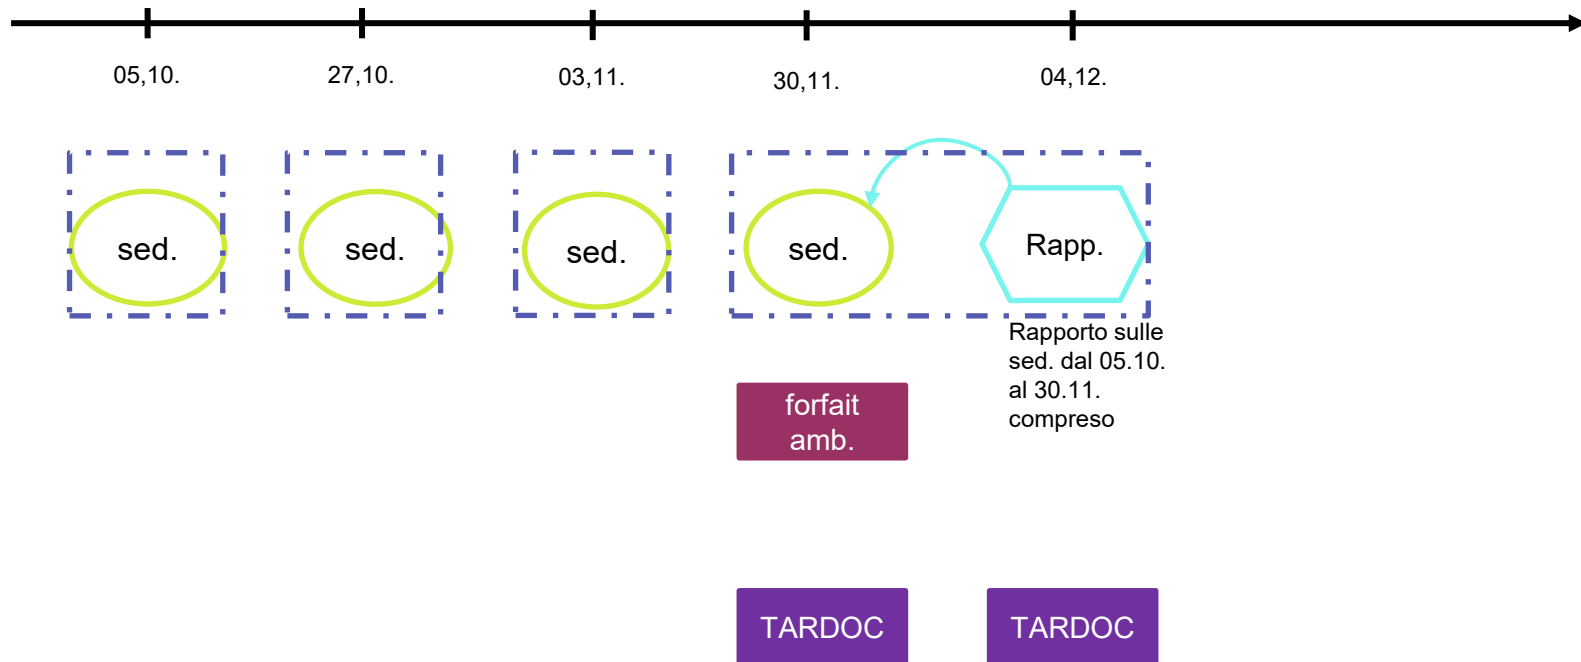 05,10.
27,10.
03,11.
30,11.
04,12.
sed.
sed.
sed.
sed.
Rapp.
Rapporto sulle
sed. dal 05.10.
al 30.11.
compreso
forfait
amb.
TARDOC
TARDOC